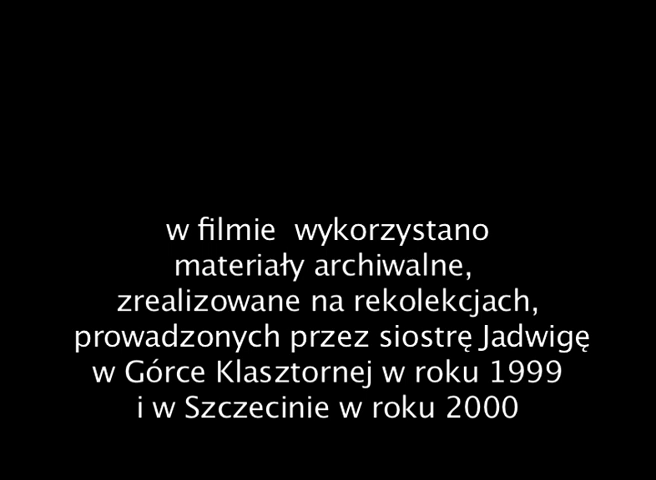 w filmie wykorzystano
materiały archiwalne,
zrealizowane na rekolekcjach,
prowadzonych przez siostrę Jadwigę
w Górce Klasztornej w roku 1999
i w Szczecinie w roku 2000